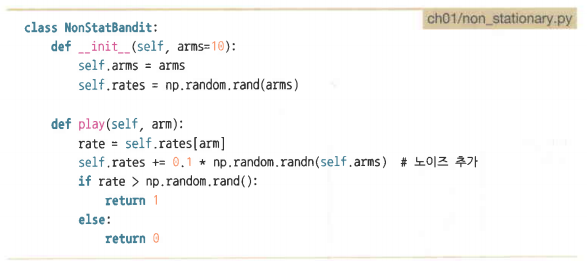 ch01/non_stationary.py
class NonStatBandit:
    def __init__(self, arms=10):
        self.arms = arms
        self.rates = np.random.rand(arms)

    def play(self, arm):
        rate = self.rates[arm]
        self.rates += 0.1 * np.random.randn(self.arms)  # 노이즈 추가
        if rate > np.random.rand():
            return 1
        else:
            return 0